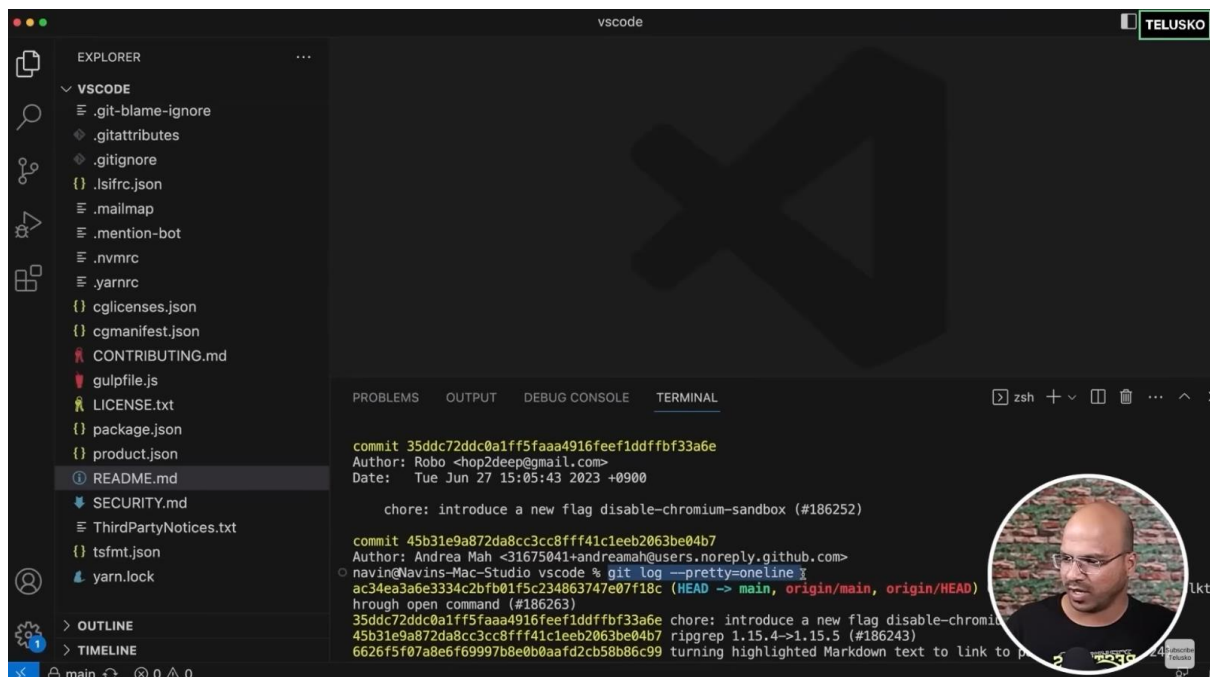 vscode
TELUSKO
EXPLORER
VSCODE
.git-blame-ignore
.gitattributes
.gitignore
.lsifrc.json
.mailmap
.mention-bot
.nvmrc
.yarnrc
cglicenses.json
cgmanifest.json
CONTRIBUTING.md
gulpfile.js
LICENSE.txt
package.json
product.json
README.md
SECURITY.md
ThirdPartyNotices.txt
tsfmt.json
yarn.lock
OUTLINE
TIMELINE
1
main 0 0
PROBLEMS OUTPUT DEBUG CONSOLE TERMINAL
zsh
commit 35ddc72ddc0a1ff5faaa4916feef1ddffbf33a6e
Author: Robo <hop2deep@gmail.com>
Date: Tue Jun 27 15:05:43 2023 +0900
chore: introduce a new flag disable-chromium-sandbox (#186252)
commit 45b31e9a872da8cc3cc8fff41c1eeb2063be04b7
Author: Andrea Mah <31675041+andreamah@users.noreply.github.com>
navin@Navins-Mac-Studio vscode % git log --pretty=oneline
ac34ea3a6e3334c2bfb01f5c234863747e07f18c (HEAD -> main, origin/main, origin/HEAD)
hrough open command (#186263)
35ddc72ddc0a1ff5faaa4916feef1ddffbf33a6e chore: introduce a new flag disable-chromiu
45b31e9a872da8cc3cc8fff41c1eeb2063be04b7 ripgrep 1.15.4->1.15.5 (#186243)
6626f5f07a8e6f69997b8e0b0aafd2cb58b86c99 turning highlighted Markdown text to link to
Subscribe
Telusko